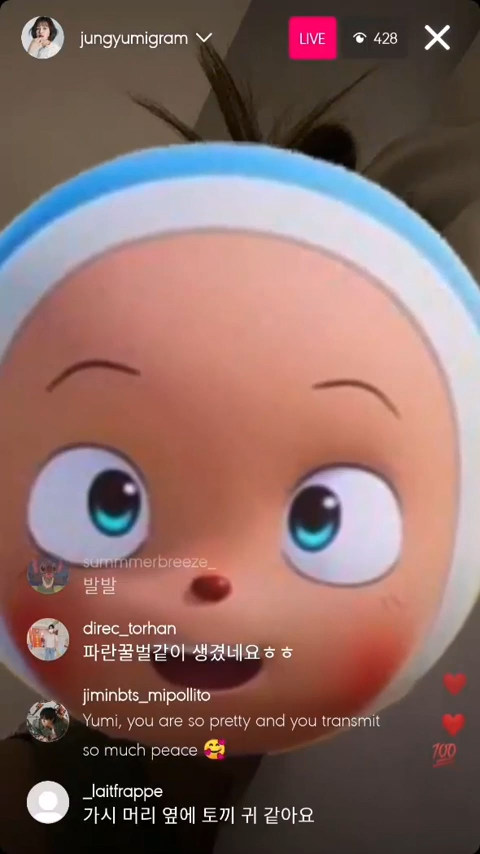 jungyumigram
LIVE
428
summmerbreeze_
발발
direc_torhan
파란꿀벌같이 생겼네요ㅎㅎ
jiminbts_mipollito
Yumi, you are so pretty and you transmit
so much peace 🥰
💯
_laitfrappe
가시 머리 옆에 토끼 귀 같아요